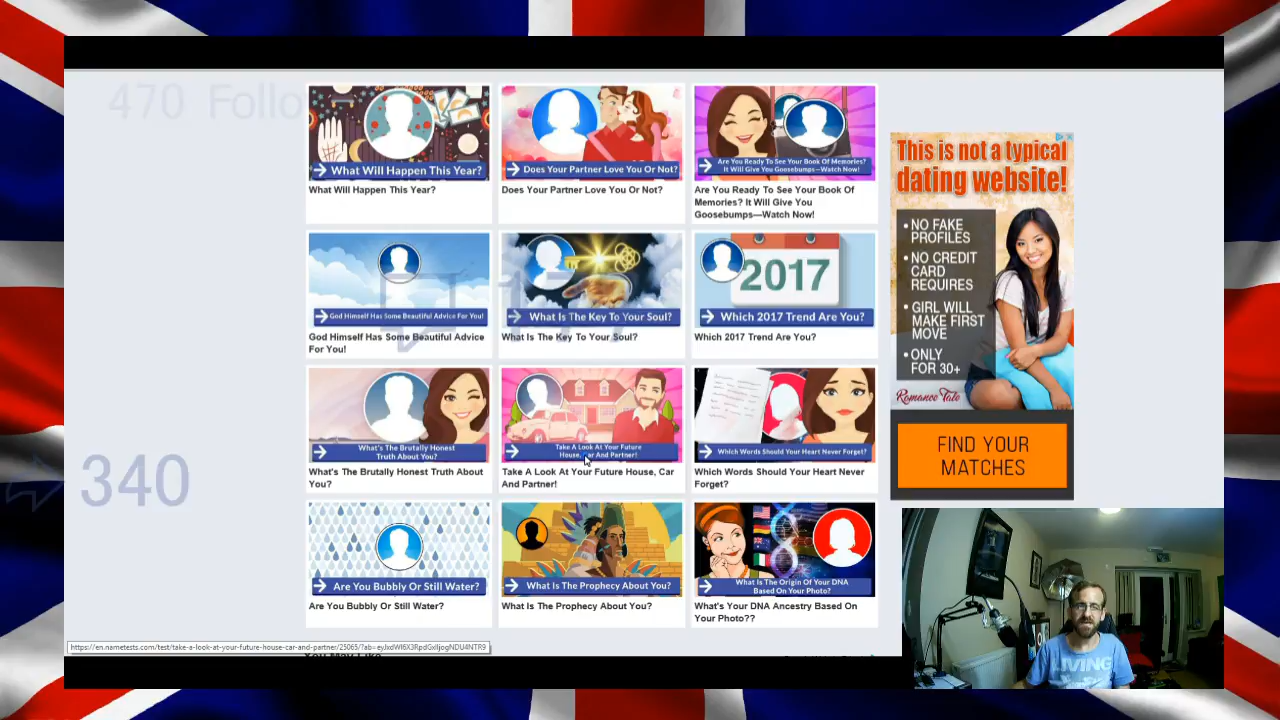 470 Follo
What Will Happen This Year?
What Will Happen This Year?
Does Your Partner Love You Or Not?
Does Your Partner Love You Or Not?
Are You Ready To See Your Book Of Memories?
It Will Give You Goosebumps—Watch Now!
Are You Ready To See Your Book Of
Memories? It Will Give You
Goosebumps—Watch Now!
God Himself Has Some Beautiful Advice For You!
God Himself Has Some Beautiful Advice
For You!
What Is The Key To Your Soul?
What Is The Key To Your Soul?
2017
Which 2017 Trend Are You?
Which 2017 Trend Are You?
What's The Brutally Honest
Truth About You?
What's The Brutally Honest Truth About
You?
Take A Look At Your Future
House, Car And Partner!
Take A Look At Your Future House, Car
And Partner!
Which Words Should Your Heart Never Forget?
Which Words Should Your Heart Never
Forget?
340
Are You Bubbly Or Still Water?
Are You Bubbly Or Still Water?
What Is The Prophecy About You?
What Is The Prophecy About You?
What Is The Origin Of Your DNA
Based On Your Photo?
What's Your DNA Ancestry Based On
Your Photo??
This is not a typical
dating website!
• NO FAKE
PROFILES
• NO CREDIT
CARD
REQUIRES
• GIRL WILL
MAKE FIRST
MOVE
• ONLY
FOR 30+
Romance Tale
FIND YOUR
MATCHES
LIVING
You May Like